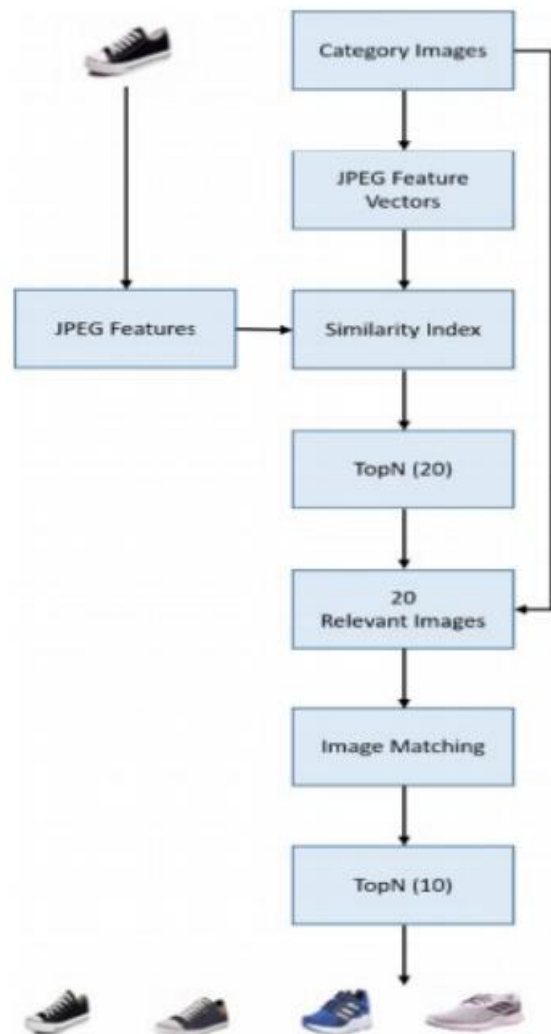 Category Images
JPEG Feature
Vectors
JPEG Features
Similarity Index
TopN (20)
20
Relevant Images
Image Matching
TopN (10)